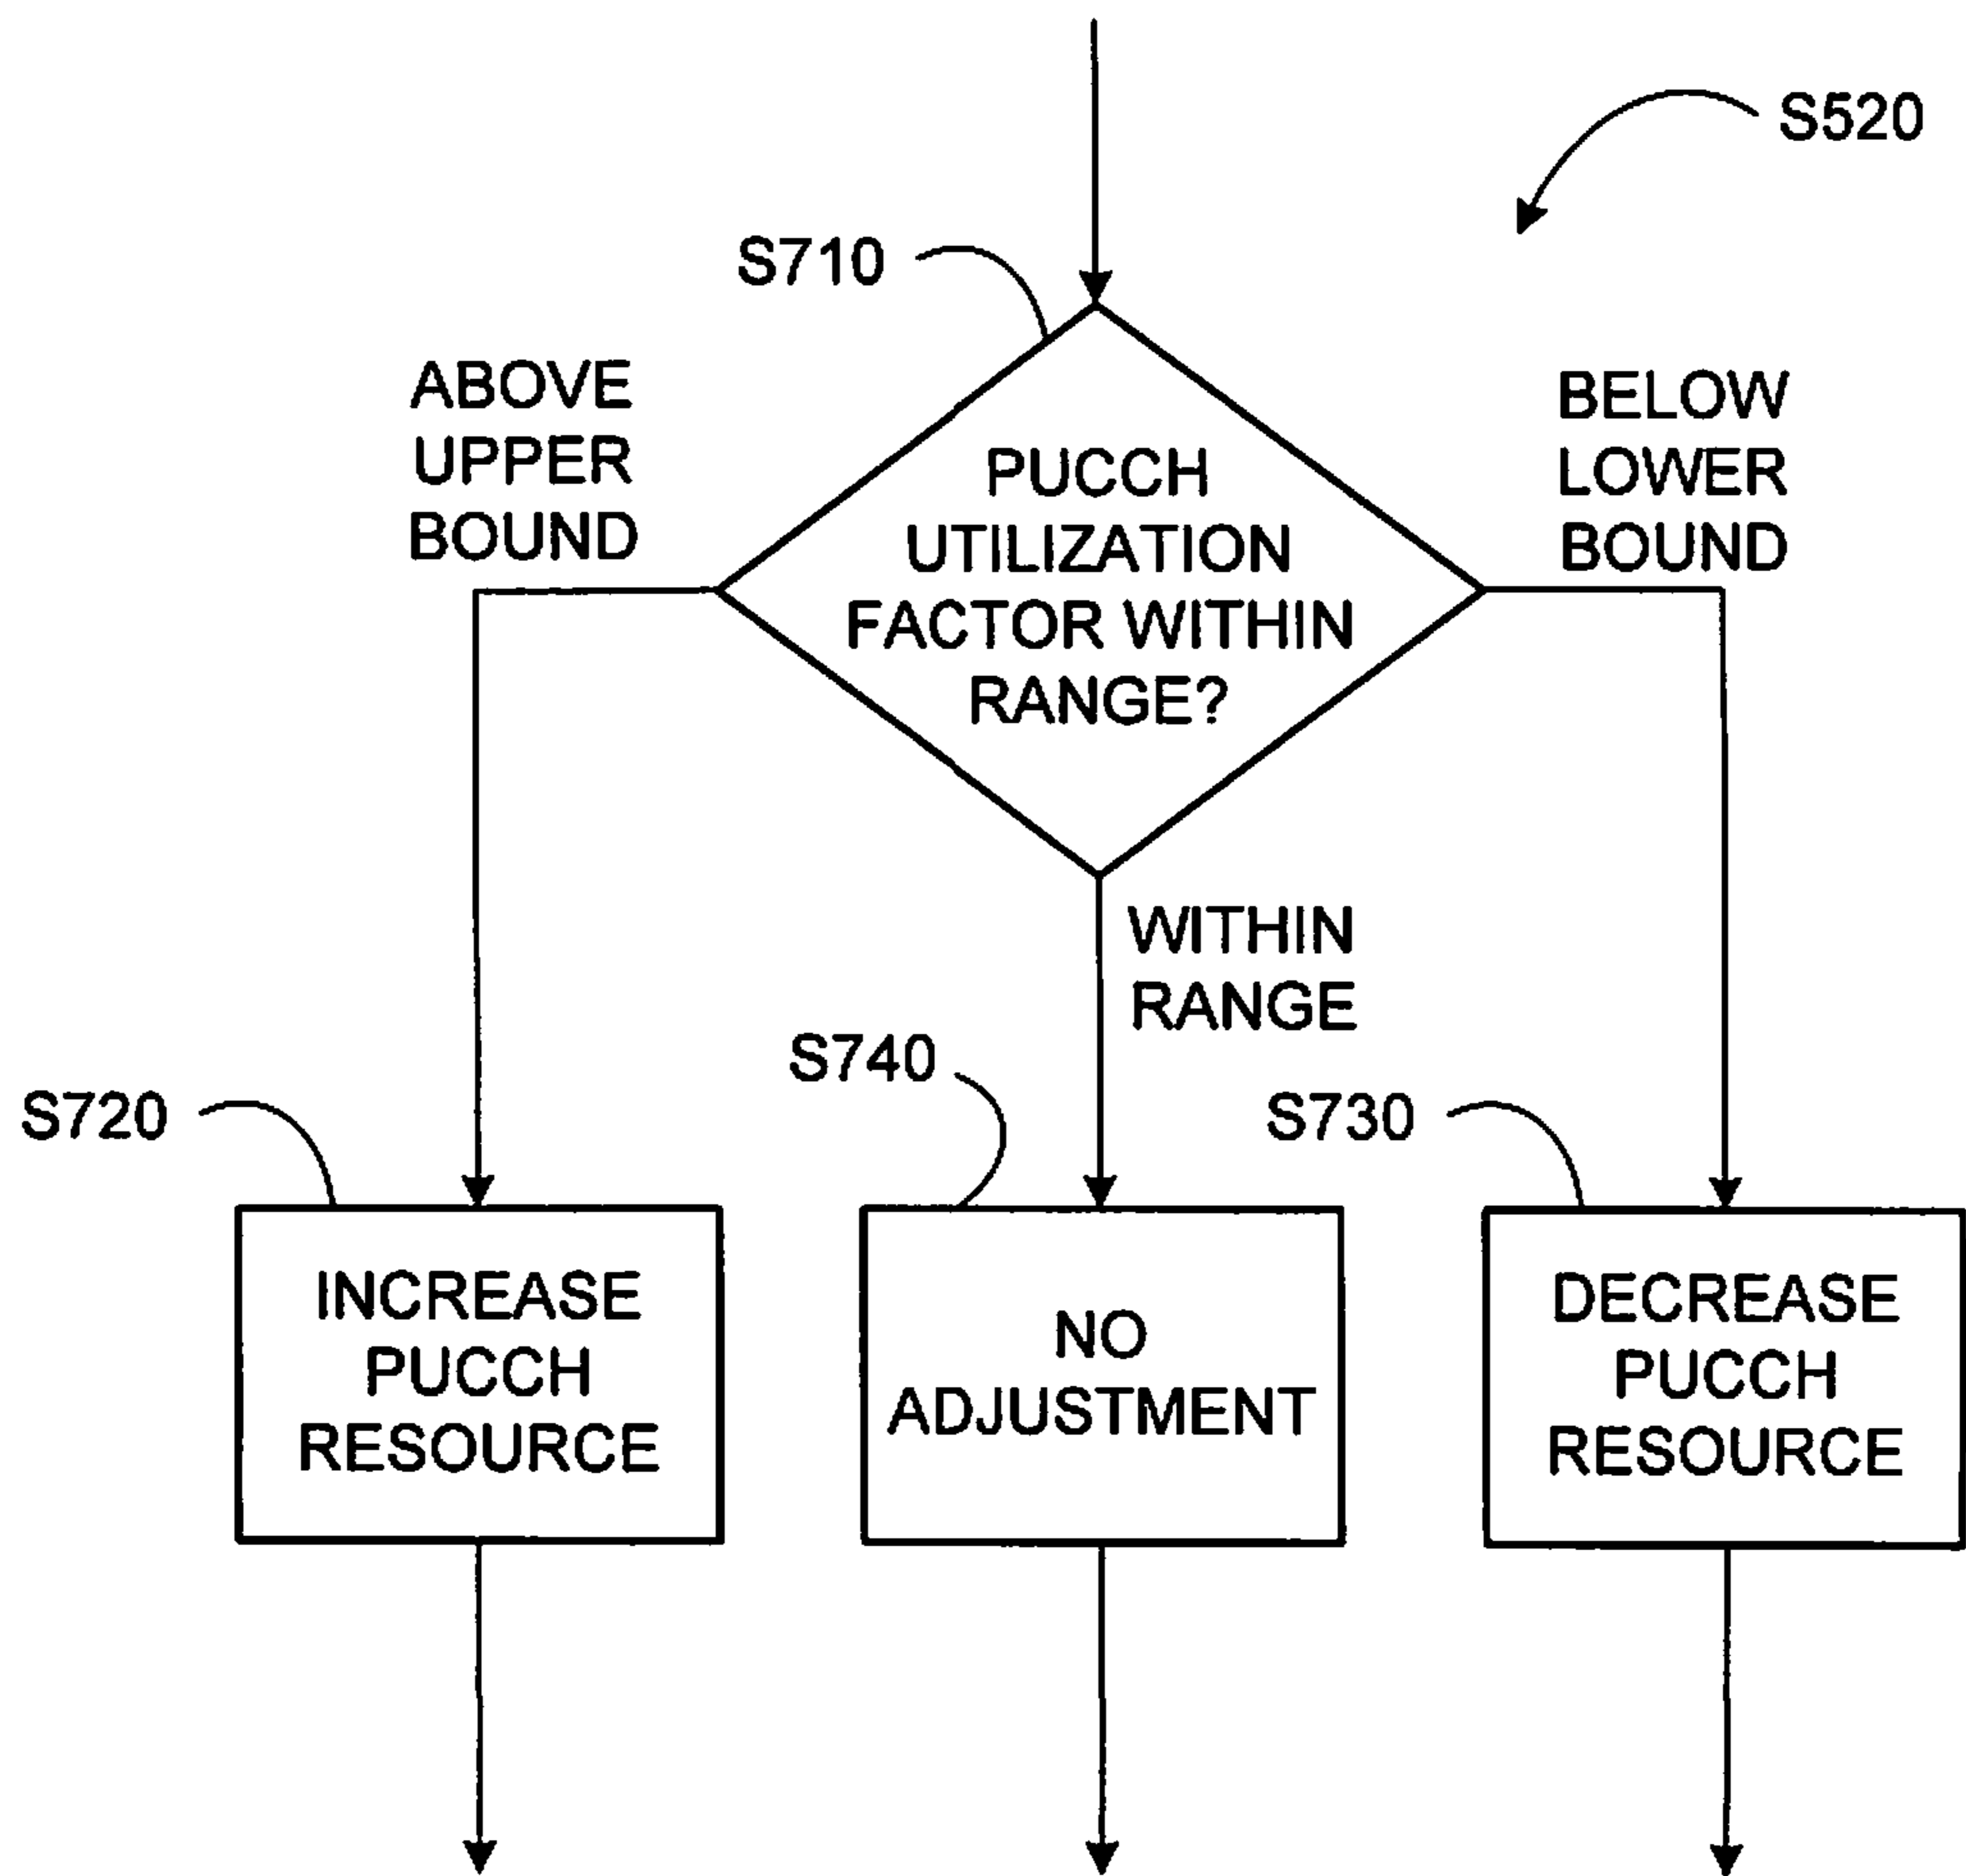 S520
S710
ABOVE
UPPER
BOUND
PUCCH
UTILIZATION
FACTOR WITHIN
RANGE?
BELOW
LOWER
BOUND
WITHIN
RANGE
S720
S740
S730
INCREASE
PUCCH
RESOURCE
NO
ADJUSTMENT
DECREASE
PUCCH
RESOURCE